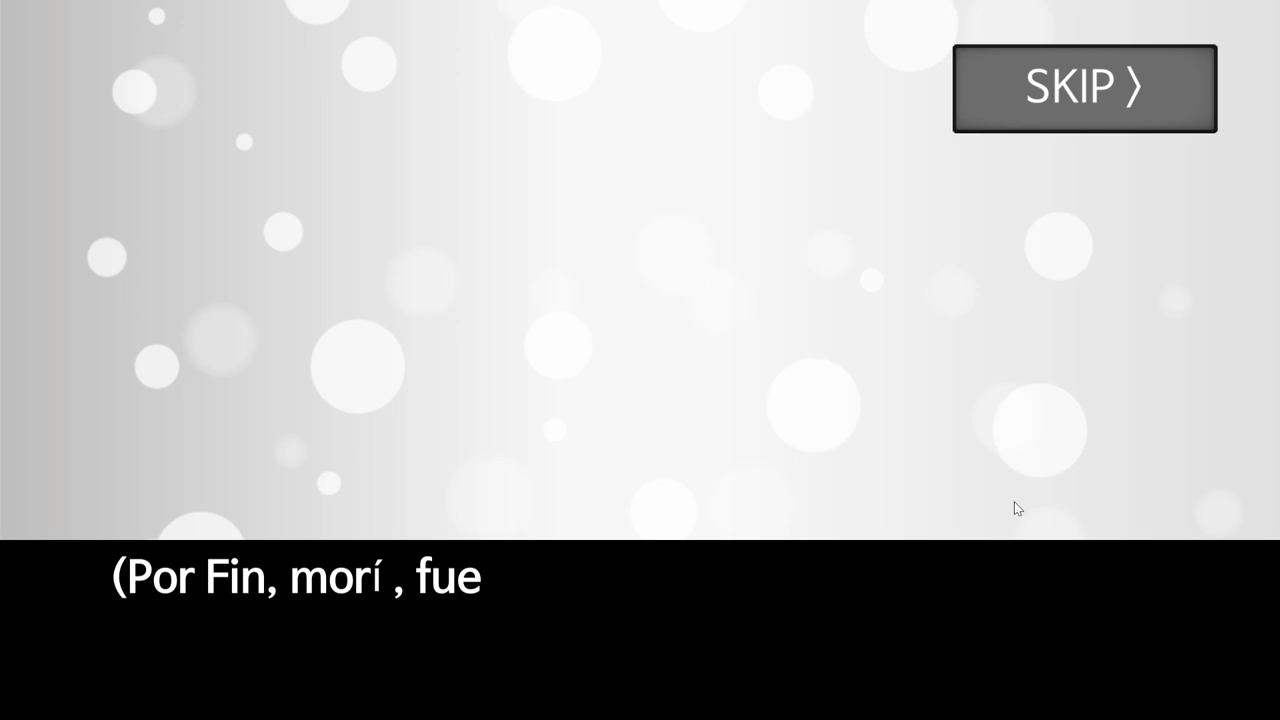 SKIP 〉
(Por Fin, morí , fue